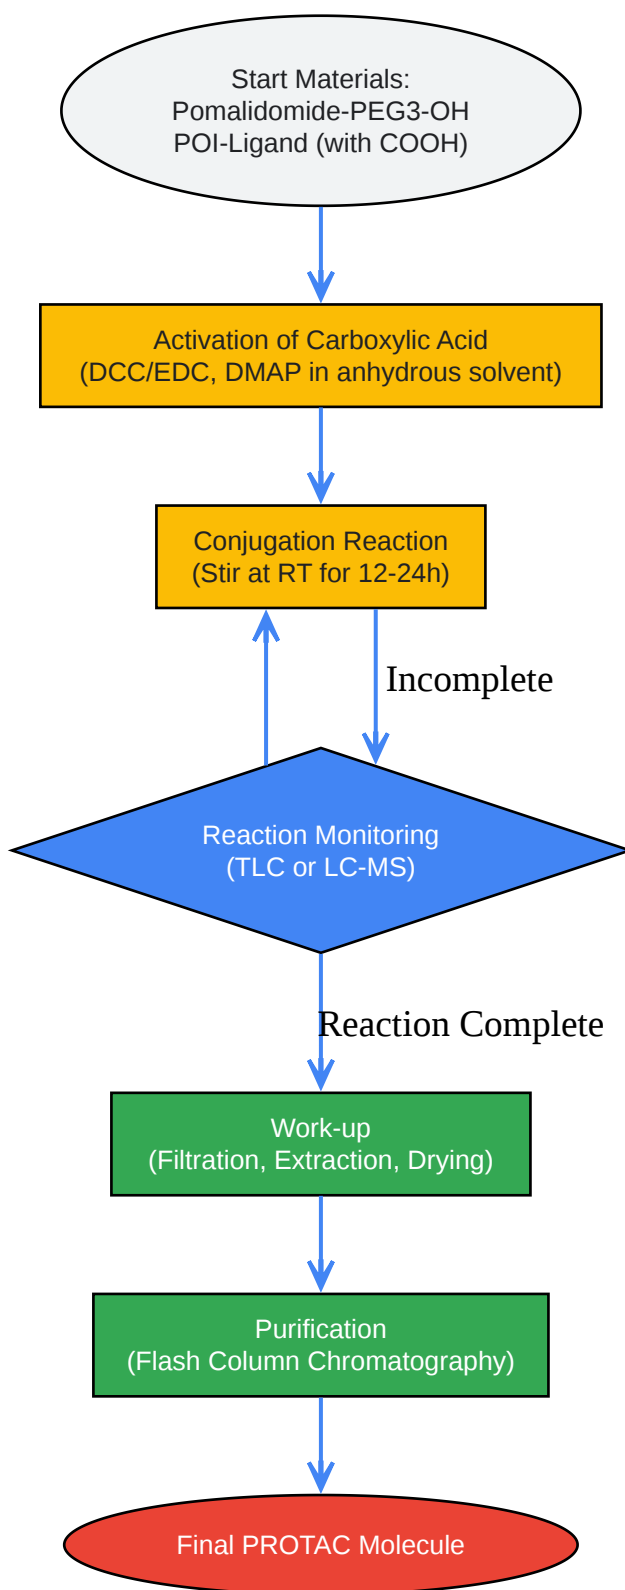 Start Materials:
Pomalidomide-PEG3-OH
POI-Ligand (with COOH)
Activation of Carboxylic Acid
(DCC/EDC, DMAP in anhydrous solvent)
Conjugation Reaction
(Stir at RT for 12-24h)
Incomplete
Reaction Monitoring
(TLC or LC-MS)
Reaction Complete
Work-up
(Filtration, Extraction, Drying)
Purification
(Flash Column Chromatography)
Final PROTAC Molecule